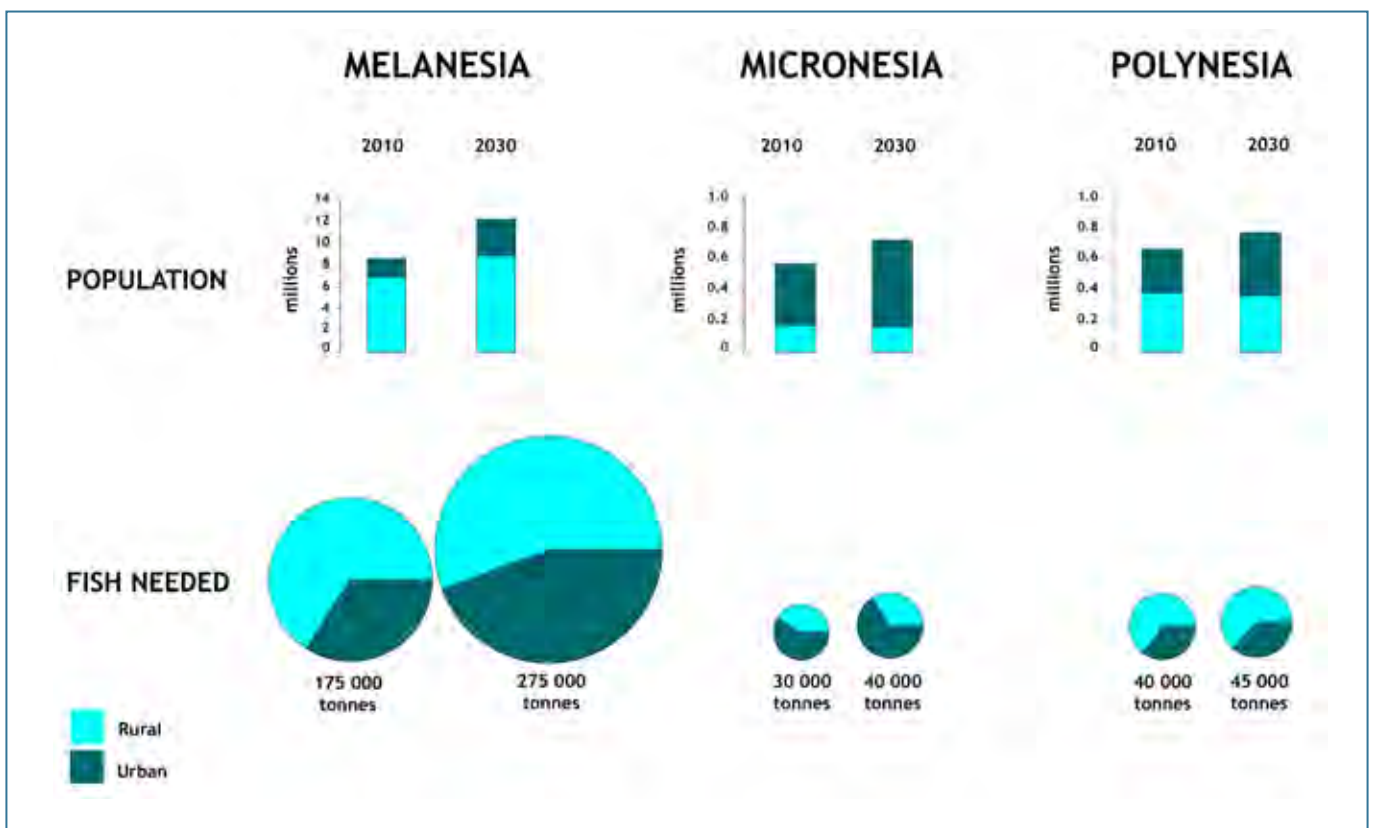 MELANESIA
MICRONESIA
POLYNESIA
2010
2030
2010
2030
2010
2030
POPULATION
millions
14
12
10
8
6
4
2
0
millions
1.0
0.8
0.6
0.4
0.2
0
millions
1.0
0.8
0.6
0.4
0.2
0
FISH NEEDED
175 000
tonnes
275 000
tonnes
30 000
tonnes
40 000
tonnes
40 000
tonnes
45 000
tonnes
Rural
Urban